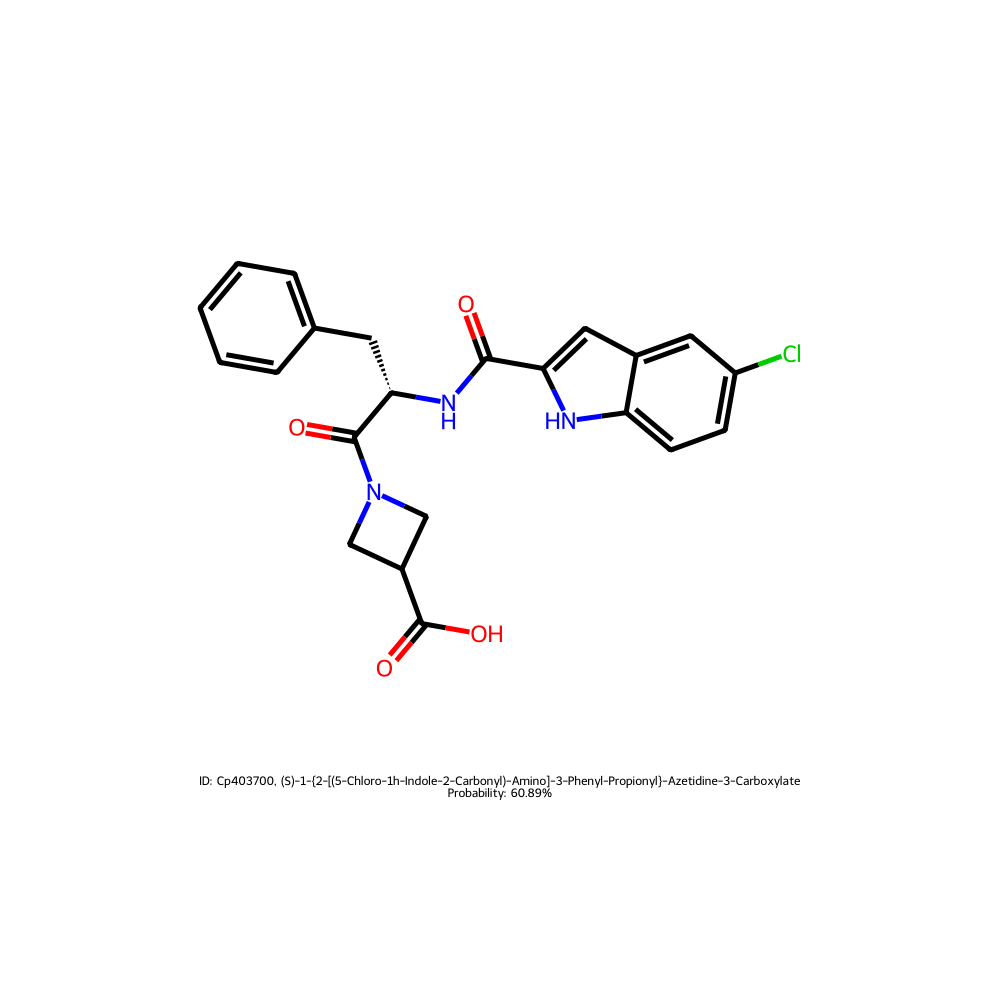 O
Cl
N
H
HN
O
N
OH
O
ID: Cp403700, (S)-1-{2-[(5-Chloro-1h-Indole-2-Carbonyl)-Amino]-3-Phenyl-Propionyl}-Azetidine-3-Carboxylate
Probability: 60.89%